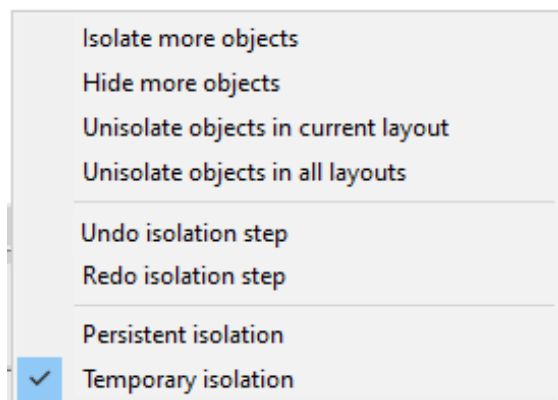 Isolate more objects
Hide more objects
Unisolate objects in current layout
Unisolate objects in all layouts
Undo isolation step
Redo isolation step
Persistent isolation
Temporary isolation